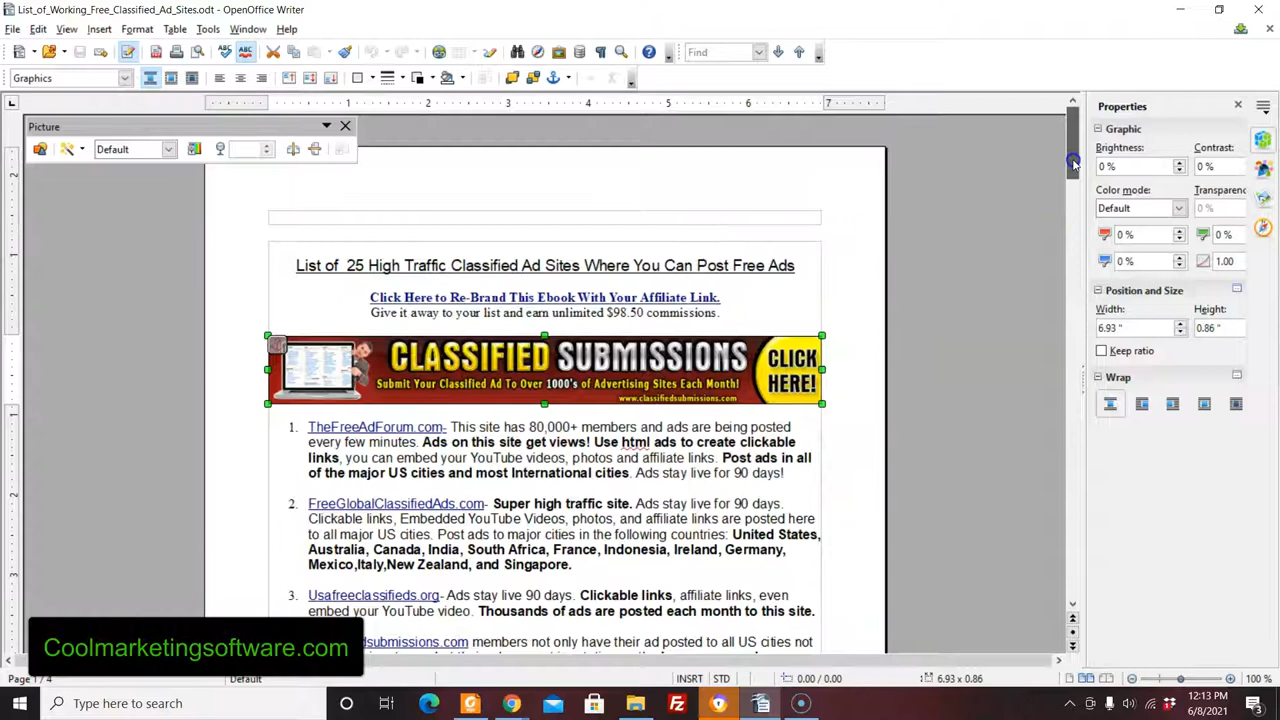 List_of_Working_Free_Classified_Ad_Sites.odt - OpenOffice Writer
File Edit View Insert Format Table Tools Window Help
Find
Graphics
1 2 3 4 5 6 7
Picture
Default
Properties
Graphic
Brightness: Contrast:
0 % 0 %
Color mode: Transparenc
Default 0 %
0 % 0 %
0 % 1.00
Position and Size
Width: Height:
6.93 " 0.86 "
Keep ratio
Wrap
List of 25 High Traffic Classified Ad Sites Where You Can Post Free Ads
Click Here to Re-Brand This Ebook With Your Affiliate Link.
Give it away to your list and earn unlimited $98.50 commissions.
CLASSIFIED SUBMISSIONS
Submit Your Classified Ad To Over 1000's of Advertising Sites Each Month!
www.classifiedsubmissions.com
CLICK
HERE!
1. TheFreeAdForum.com- This site has 80,000+ members and ads are being posted
every few minutes. Ads on this site get views! Use html ads to create clickable
links, you can embed your YouTube videos, photos and affiliate links. Post ads in all
of the major US cities and most International cities. Ads stay live for 90 days!
2. FreeGlobalClassifiedAds.com- Super high traffic site. Ads stay live for 90 days.
Clickable links, Embedded YouTube Videos, photos, and affiliate links are posted here
to all major US cities. Post ads to major cities in the following countries: United States,
Australia, Canada, India, South Africa, France, Indonesia, Ireland, Germany,
Mexico,Italy,New Zealand, and Singapore.
3. Usafreeclassifieds.org- Ads stay live 90 days. Clickable links, affiliate links, even
embed your YouTube video. Thousands of ads are posted each month to this site.
dsubmissions.com members not only have their ad posted to all US cities not
Coolmarketingsoftware.com
Page 1 / 4 Default INSRT STD 0.00 / 0.00 6.93 x 0.86 100 %
Type here to search
12:13 PM
6/8/2021